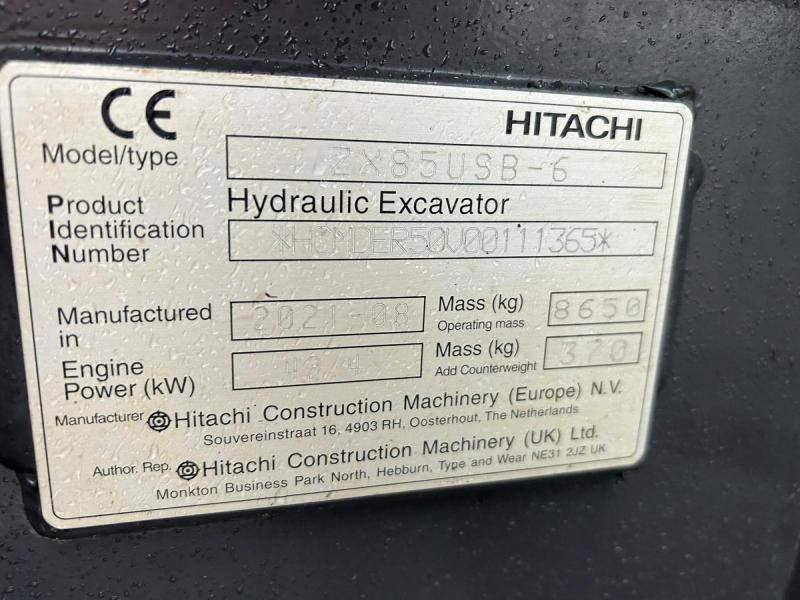 CE HITACHI
Model/type ZX85USB-6
Product Hydraulic Excavator
Identification
Number *HCMDER50V00111365*
Manufactured in 2021-08 Mass (kg) Operating mass 8650
Engine Power (kW) 42.4 Mass (kg) Add Counterweight 370
Manufacturer Hitachi Construction Machinery (Europe) N.V.
Souvereinstraat 16, 4903 RH, Oosterhout, The Netherlands
Author. Rep. Hitachi Construction Machinery (UK) Ltd.
Monkton Business Park North, Hebburn, Type and Wear NE31 2JZ UK